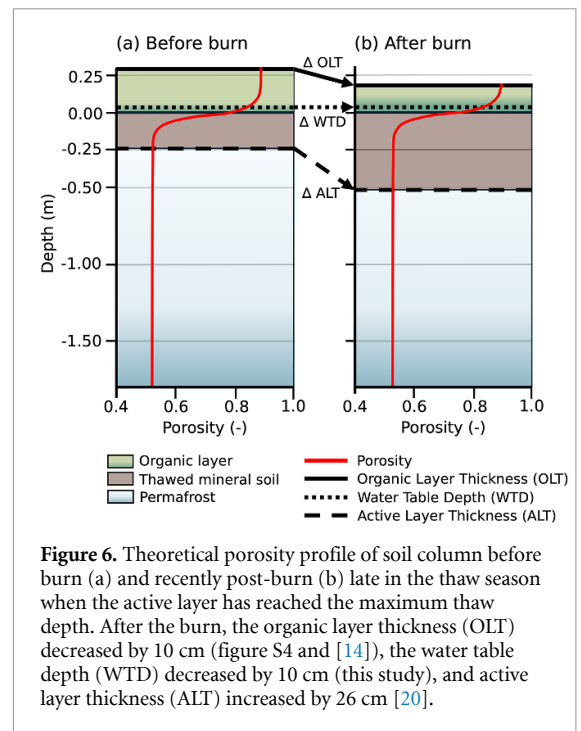 (a) Before burn
Δ OLT
(b) After burn
0.25
0.00
-0.25
-0.50
-1.00
-1.50
Depth (m)
Δ WTD
Δ ALT
0.4 0.6 0.8 1.0
Porosity (-)
0.4 0.6 0.8 1.0
Porosity (-)
Organic layer
Thawed mineral soil
Permafrost
Porosity
Organic Layer Thickness (OLT)
Water Table Depth (WTD)
Active Layer Thickness (ALT)
Figure 6. Theoretical porosity profile of soil column before
burn (a) and recently post-burn (b) late in the thaw season
when the active layer has reached the maximum thaw
depth. After the burn, the organic layer thickness (OLT)
decreased by 10 cm (figure S4 and [14]), the water table
depth (WTD) decreased by 10 cm (this study), and active
layer thickness (ALT) increased by 26 cm [20].